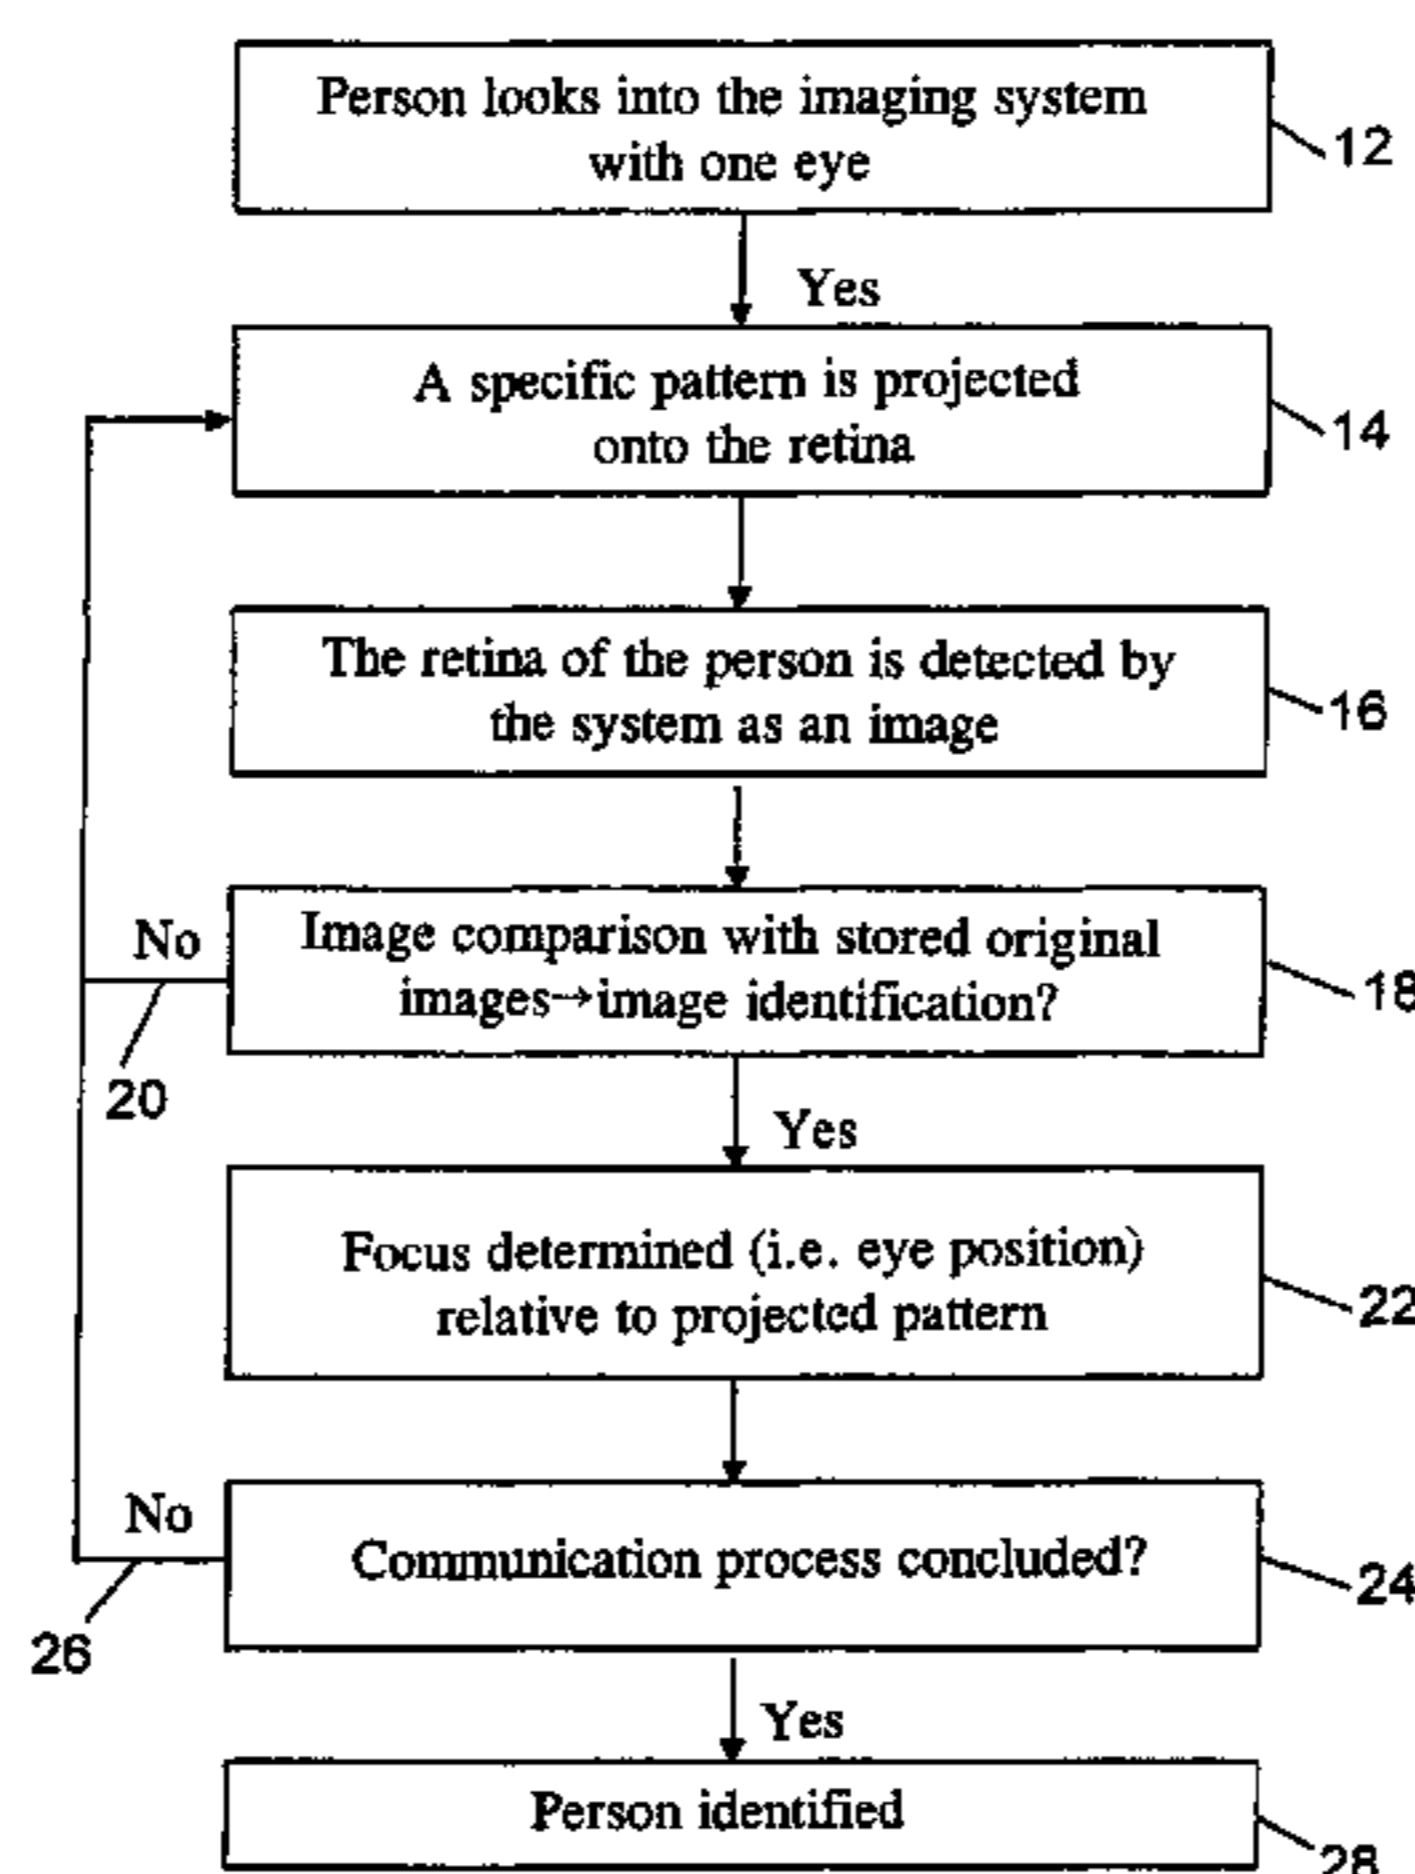 Person looks into the imaging system
with one eye
12
Yes
A specific pattern is projected
onto the retina
14
The retina of the person is detected by
the system as an image
16
No
Image comparison with stored original
images→image identification?
18
20
Yes
Focus determined (i.e. eye position)
relative to projected pattern
22
No
Communication process concluded?
24
26
Yes
Person identified
28